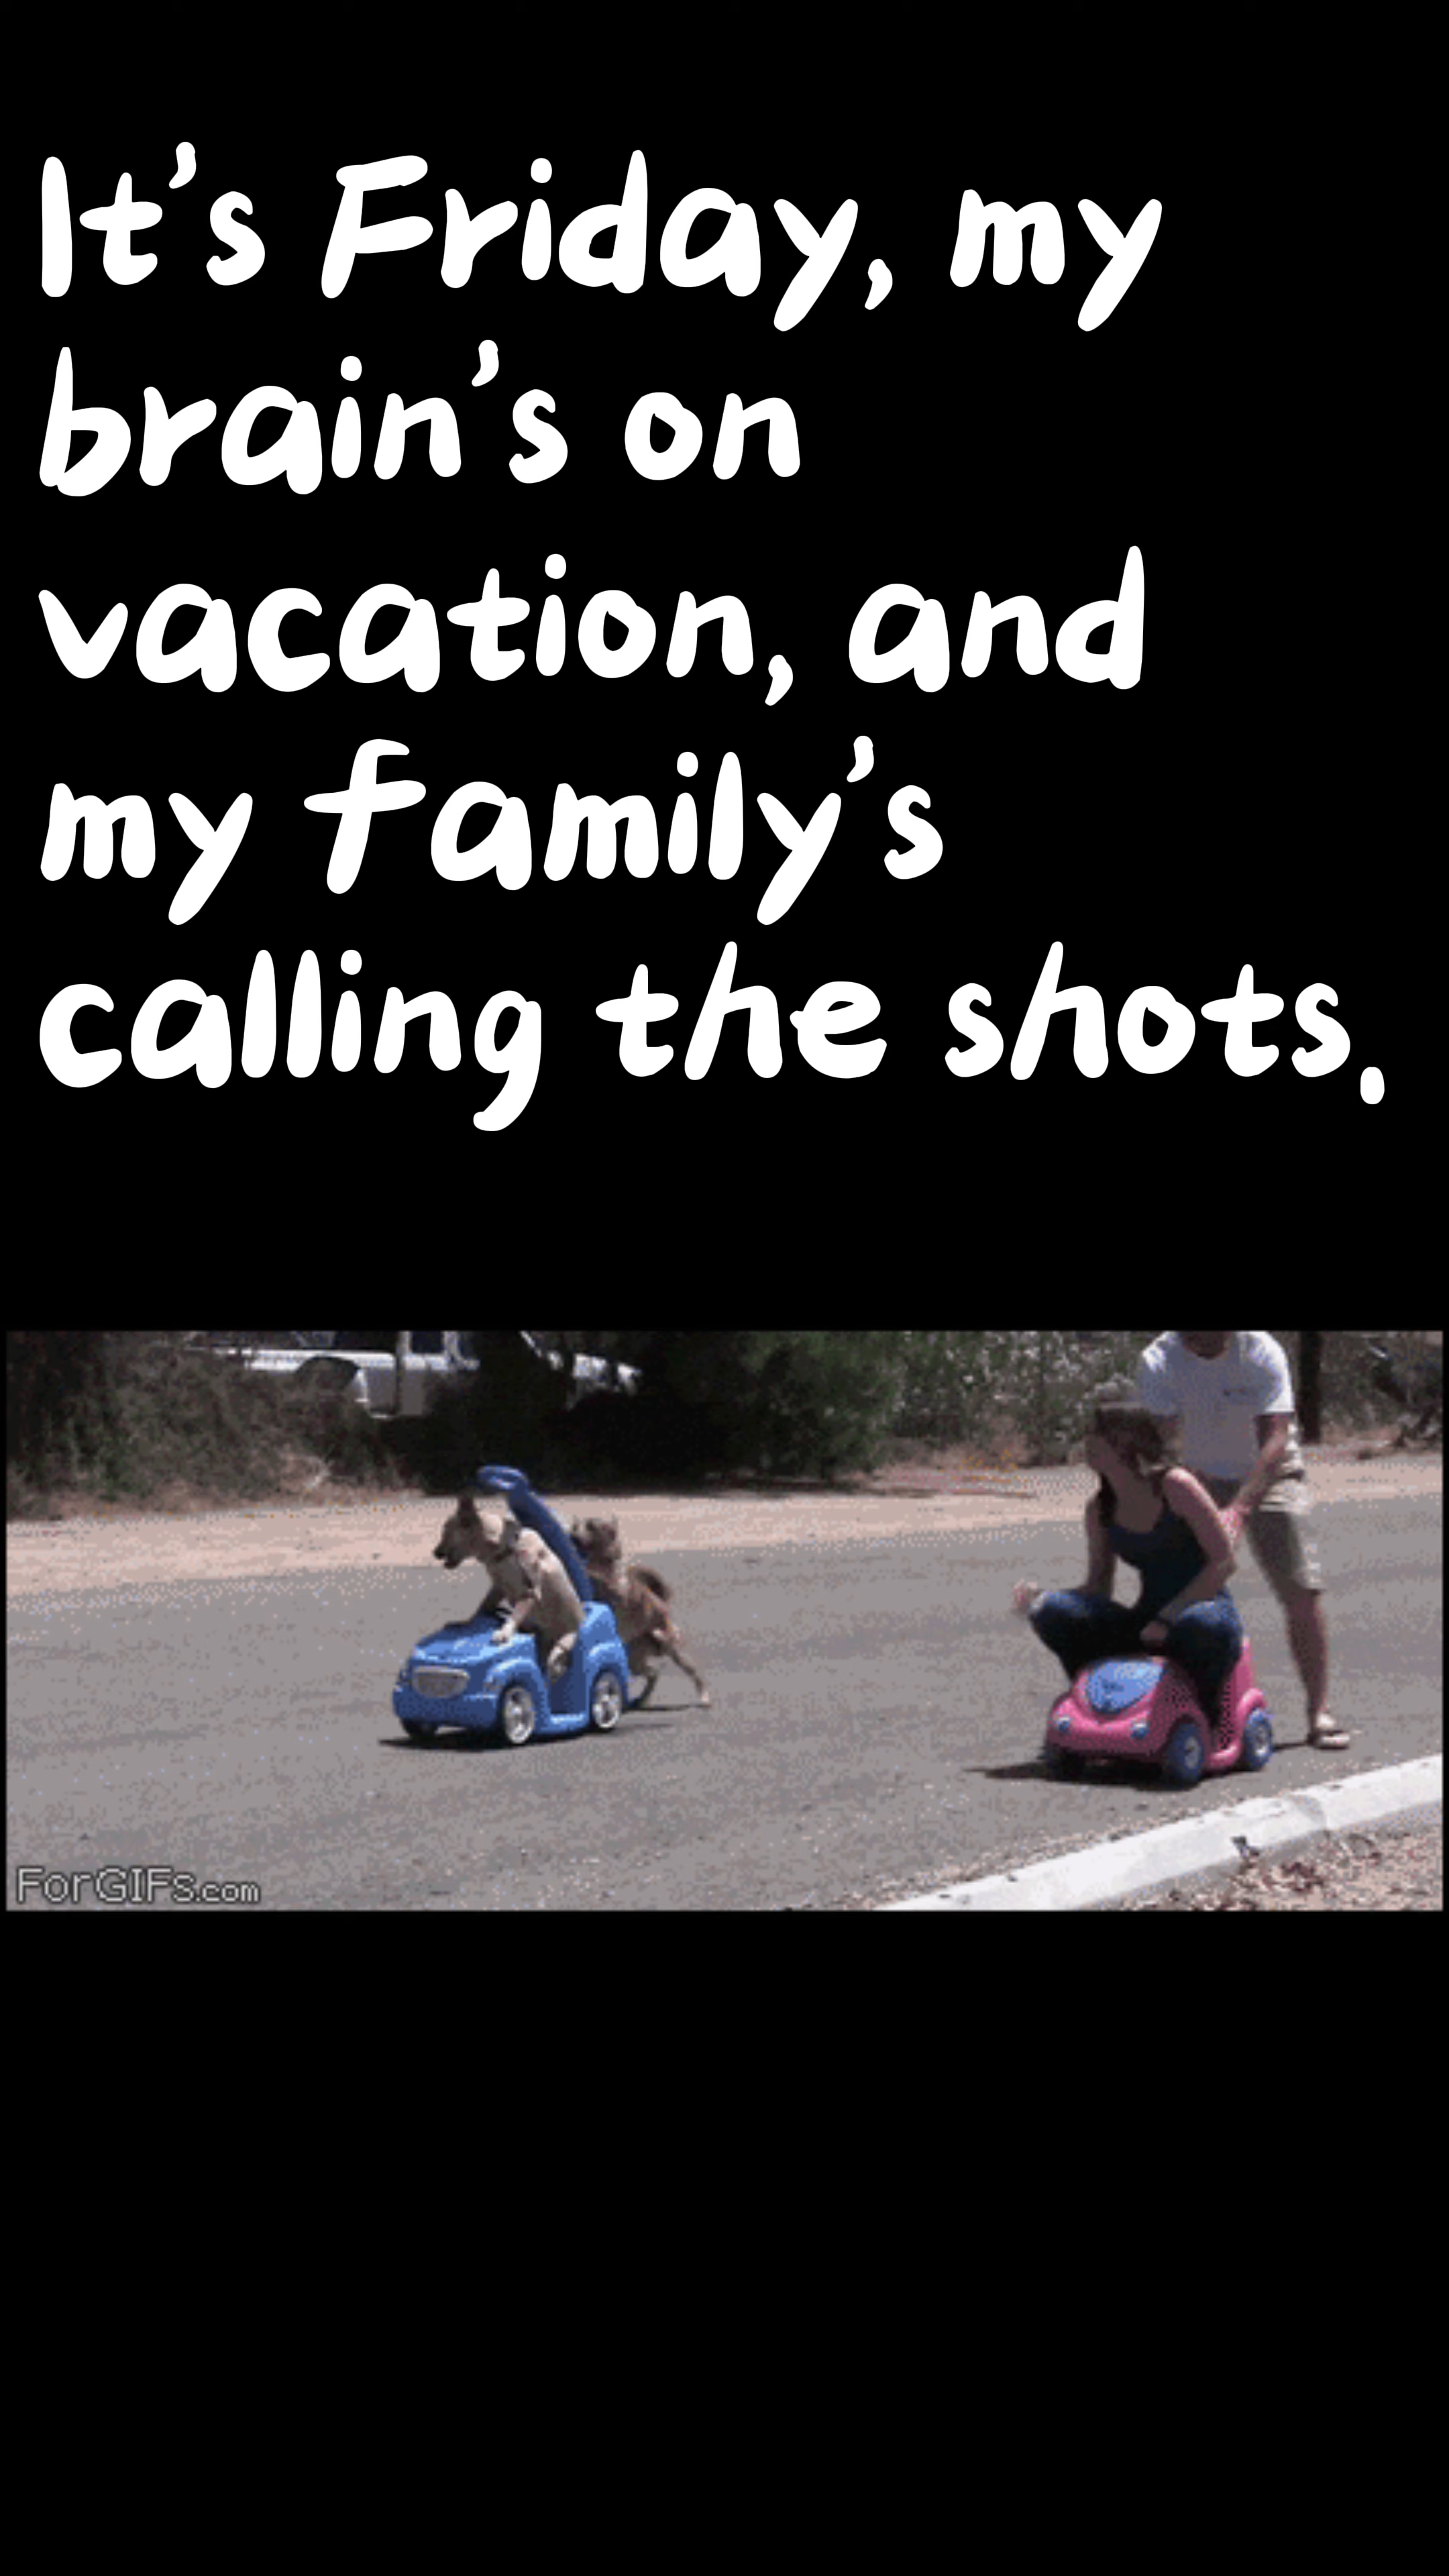 It's Friday, my
brain's on
vacation, and
my family's
calling the shots.
ForGIFs.com